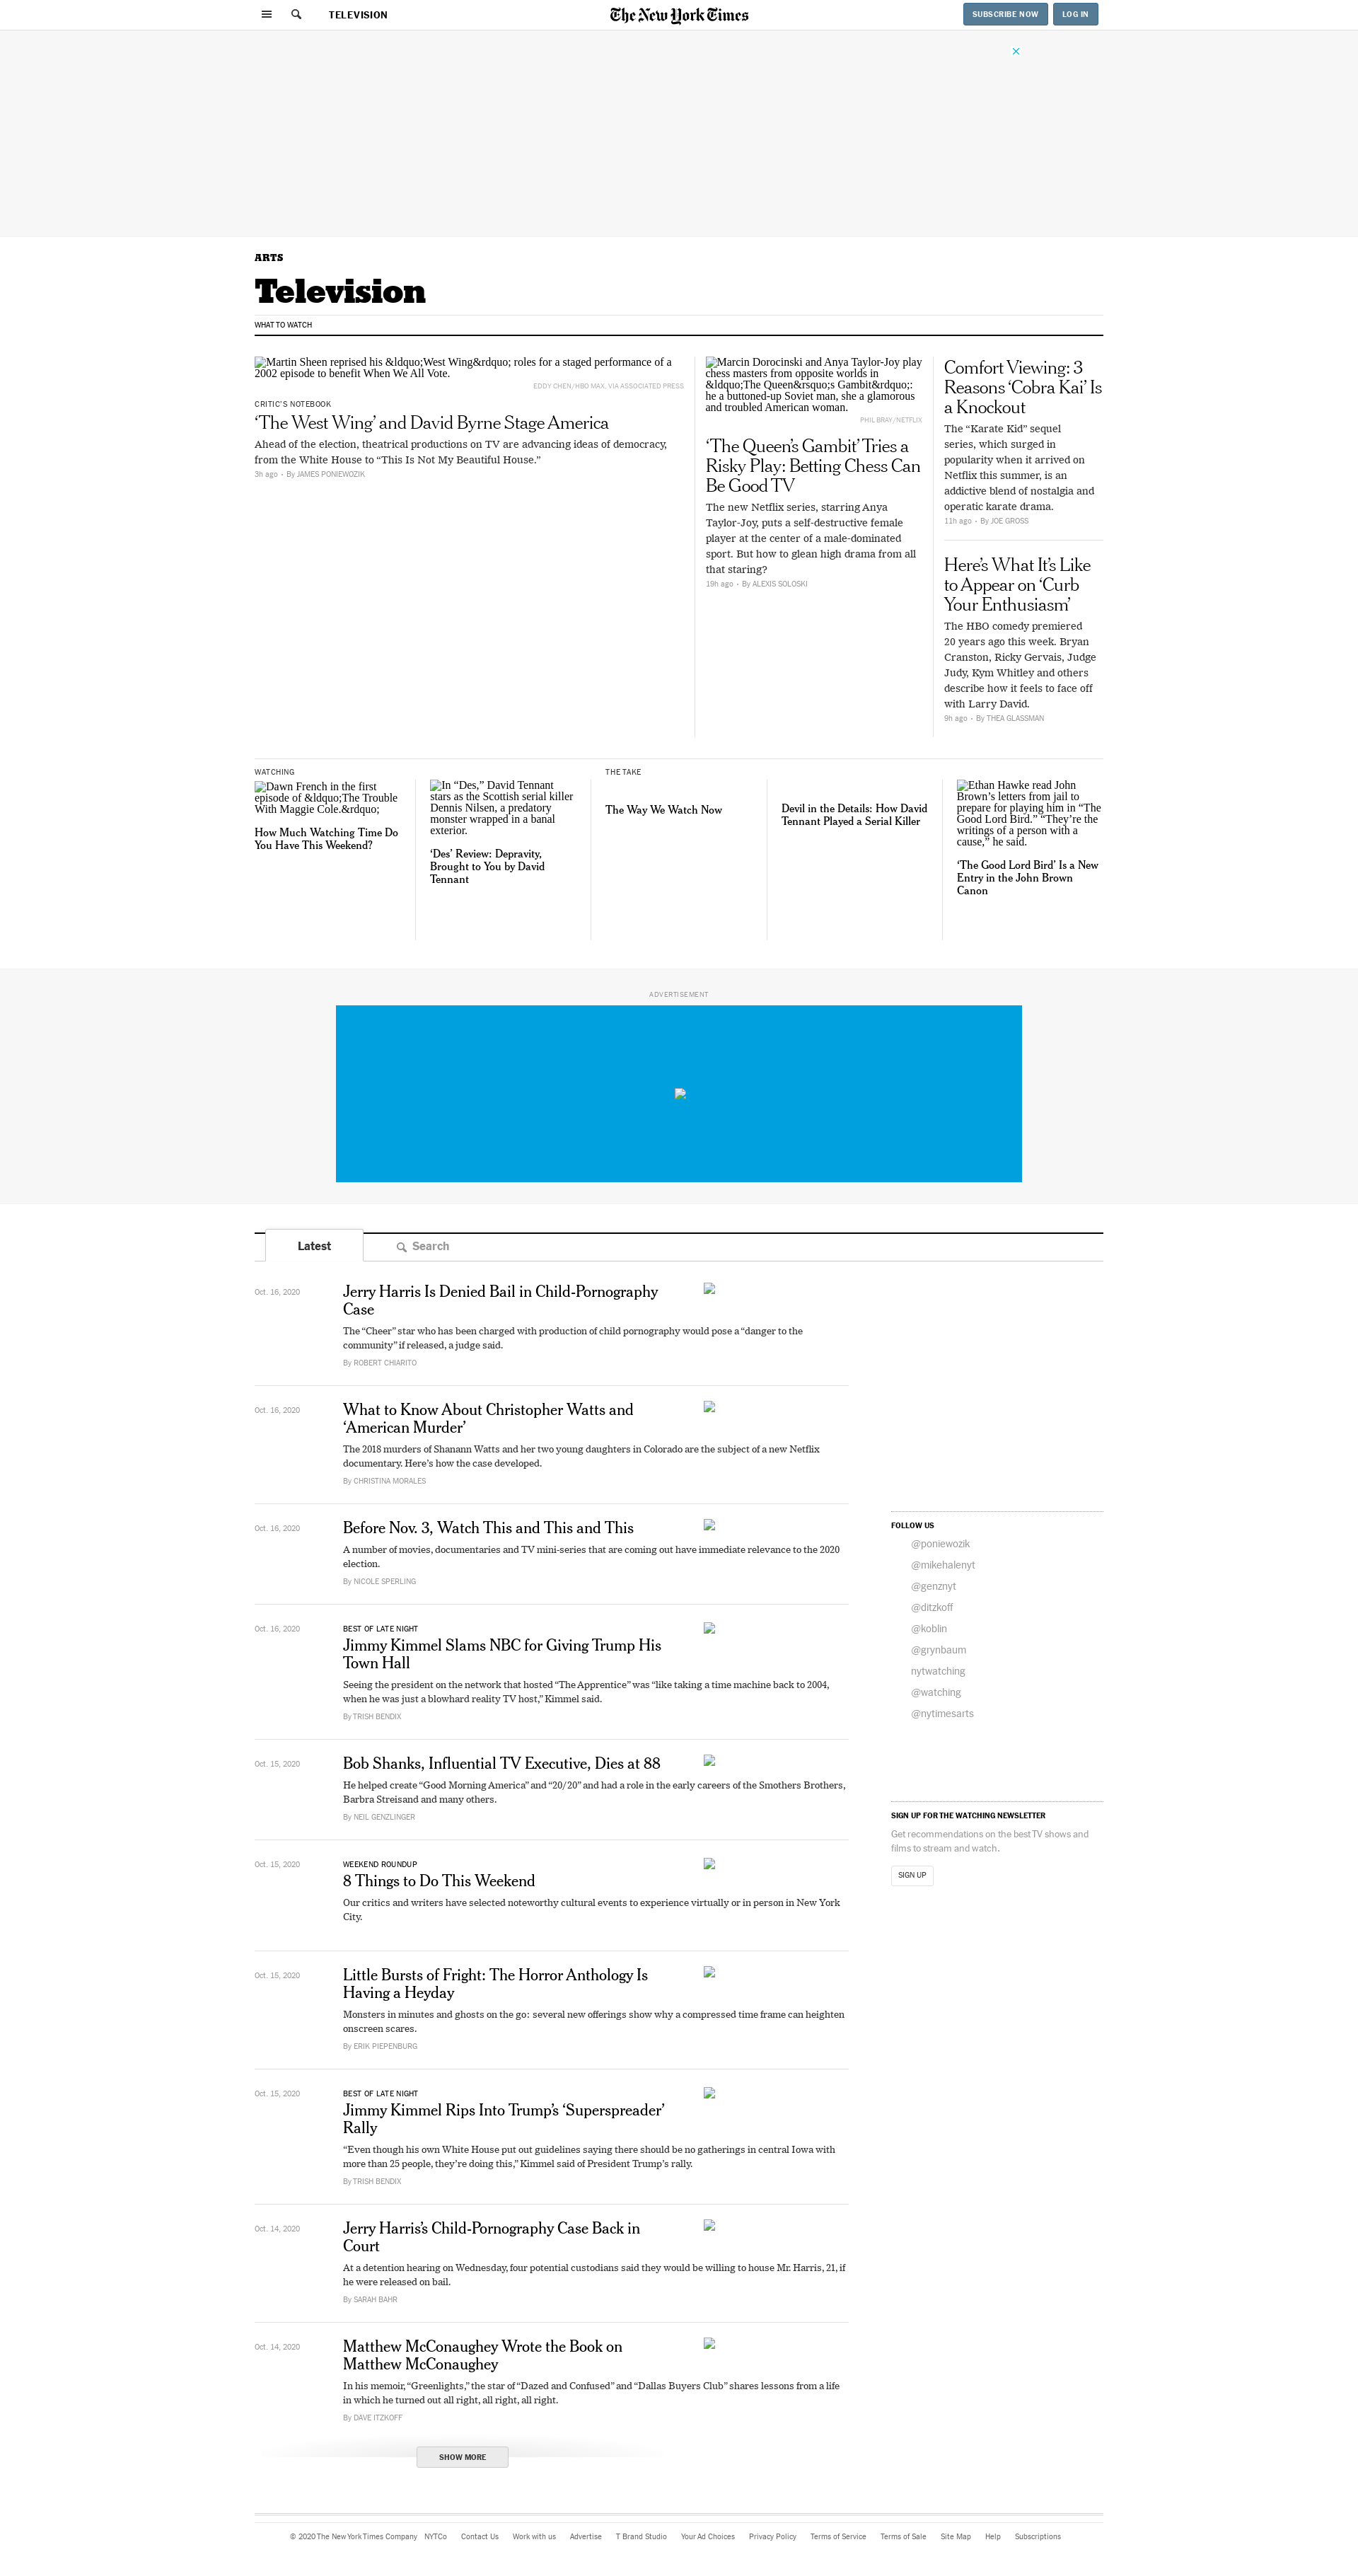 TELEVISION
The New York Times
SUBSCRIBE NOW
LOG IN
ARTS
Television
WHAT TO WATCH
Martin Sheen reprised his &ldquo;West Wing&rdquo; roles for a staged performance of a
2002 episode to benefit When We All Vote.
EDDY CHEN/HBO MAX, VIA ASSOCIATED PRESS
CRITIC'S NOTEBOOK
‘The West Wing’ and David Byrne Stage America
Ahead of the election, theatrical productions on TV are advancing ideas of democracy,
from the White House to “This Is Not My Beautiful House.”
3h ago • By JAMES PONIEWOZIK
Marcin Dorocinski and Anya Taylor-Joy play
chess masters from opposite worlds in
&ldquo;The Queen&rsquo;s Gambit&rdquo;:
he a buttoned-up Soviet man, she a glamorous
and troubled American woman.
PHIL BRAY/NETFLIX
‘The Queen’s Gambit’ Tries a
Risky Play: Betting Chess Can
Be Good TV
The new Netflix series, starring Anya
Taylor-Joy, puts a self-destructive female
player at the center of a male-dominated
sport. But how to glean high drama from all
that staring?
19h ago • By ALEXIS SOLOSKI
Comfort Viewing: 3
Reasons ‘Cobra Kai’ Is
a Knockout
The “Karate Kid” sequel
series, which surged in
popularity when it arrived on
Netflix this summer, is an
addictive blend of nostalgia and
operatic karate drama.
11h ago • By JOE GROSS
Here’s What It’s Like
to Appear on ‘Curb
Your Enthusiasm’
The HBO comedy premiered
20 years ago this week. Bryan
Cranston, Ricky Gervais, Judge
Judy, Kym Whitley and others
describe how it feels to face off
with Larry David.
9h ago • By THEA GLASSMAN
WATCHING
Dawn French in the first
episode of &ldquo;The Trouble
With Maggie Cole.&rdquo;
How Much Watching Time Do
You Have This Weekend?
In “Des,” David Tennant
stars as the Scottish serial killer
Dennis Nilsen, a predatory
monster wrapped in a banal
exterior.
‘Des’ Review: Depravity,
Brought to You by David
Tennant
THE TAKE
The Way We Watch Now
Devil in the Details: How David
Tennant Played a Serial Killer
Ethan Hawke read John
Brown’s letters from jail to
prepare for playing him in “The
Good Lord Bird.” “They’re the
writings of a person with a
cause,” he said.
‘The Good Lord Bird’ Is a New
Entry in the John Brown
Canon
ADVERTISEMENT
Latest
Search
Oct. 16, 2020
Jerry Harris Is Denied Bail in Child-Pornography
Case
The “Cheer” star who has been charged with production of child pornography would pose a “danger to the
community” if released, a judge said.
By ROBERT CHIARITO
Oct. 16, 2020
What to Know About Christopher Watts and
‘American Murder’
The 2018 murders of Shanann Watts and her two young daughters in Colorado are the subject of a new Netflix
documentary. Here’s how the case developed.
By CHRISTINA MORALES
Oct. 16, 2020
Before Nov. 3, Watch This and This and This
A number of movies, documentaries and TV mini-series that are coming out have immediate relevance to the 2020
election.
By NICOLE SPERLING
Oct. 16, 2020
BEST OF LATE NIGHT
Jimmy Kimmel Slams NBC for Giving Trump His
Town Hall
Seeing the president on the network that hosted “The Apprentice” was “like taking a time machine back to 2004,
when he was just a blowhard reality TV host,” Kimmel said.
By TRISH BENDIX
Oct. 15, 2020
Bob Shanks, Influential TV Executive, Dies at 88
He helped create “Good Morning America” and “20/20” and had a role in the early careers of the Smothers Brothers,
Barbra Streisand and many others.
By NEIL GENZLINGER
Oct. 15, 2020
WEEKEND ROUNDUP
8 Things to Do This Weekend
Our critics and writers have selected noteworthy cultural events to experience virtually or in person in New York
City.
Oct. 15, 2020
Little Bursts of Fright: The Horror Anthology Is
Having a Heyday
Monsters in minutes and ghosts on the go: several new offerings show why a compressed time frame can heighten
onscreen scares.
By ERIK PIEPENBURG
Oct. 15, 2020
BEST OF LATE NIGHT
Jimmy Kimmel Rips Into Trump’s ‘Superspreader’
Rally
“Even though his own White House put out guidelines saying there should be no gatherings in central Iowa with
more than 25 people, they’re doing this,” Kimmel said of President Trump’s rally.
By TRISH BENDIX
Oct. 14, 2020
Jerry Harris’s Child-Pornography Case Back in
Court
At a detention hearing on Wednesday, four potential custodians said they would be willing to house Mr. Harris, 21, if
he were released on bail.
By SARAH BAHR
Oct. 14, 2020
Matthew McConaughey Wrote the Book on
Matthew McConaughey
In his memoir, “Greenlights,” the star of “Dazed and Confused” and “Dallas Buyers Club” shares lessons from a life
in which he turned out all right, all right, all right.
By DAVE ITZKOFF
SHOW MORE
FOLLOW US
@poniewozik
@mikehalenyt
@genznyt
@ditzkoff
@koblin
@grynbaum
nytwatching
@watching
@nytimesarts
SIGN UP FOR THE WATCHING NEWSLETTER
Get recommendations on the best TV shows and
films to stream and watch.
SIGN UP
© 2020 The New York Times Company NYTCo Contact Us Work with us Advertise T Brand Studio Your Ad Choices Privacy Policy Terms of Service Terms of Sale Site Map Help Subscriptions